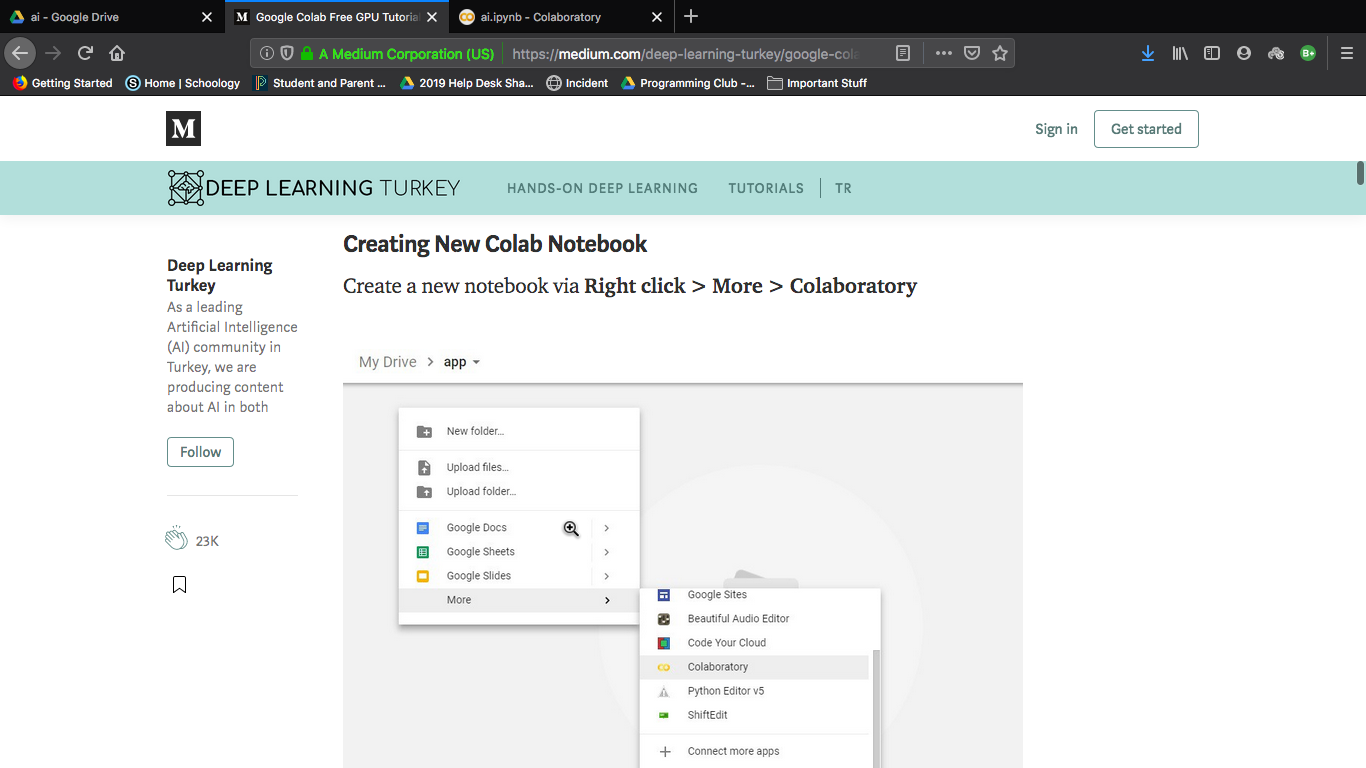 ai - Google Drive
Google Colab Free GPU Tutorial
ai.ipynb - Colaboratory
A Medium Corporation (US)
https://medium.com/deep-learning-turkey/google-cola
Getting Started
Home | Schoology
Student and Parent ...
2019 Help Desk Sha...
Incident
Programming Club -...
Important Stuff
B+
M
Sign in
Get started
DEEP LEARNING TURKEY
HANDS-ON DEEP LEARNING
TUTORIALS
TR
Deep Learning
Turkey
As a leading
Artificial Intelligence
(AI) community in
Turkey, we are
producing content
about AI in both
Follow
23K
Creating New Colab Notebook
Create a new notebook via Right click > More > Colaboratory
My Drive > app
New folder...
Upload files...
Upload folder...
Google Docs
Google Sheets
Google Slides
More
Google Sites
Beautiful Audio Editor
Code Your Cloud
Colaboratory
Python Editor v5
ShiftEdit
Connect more apps